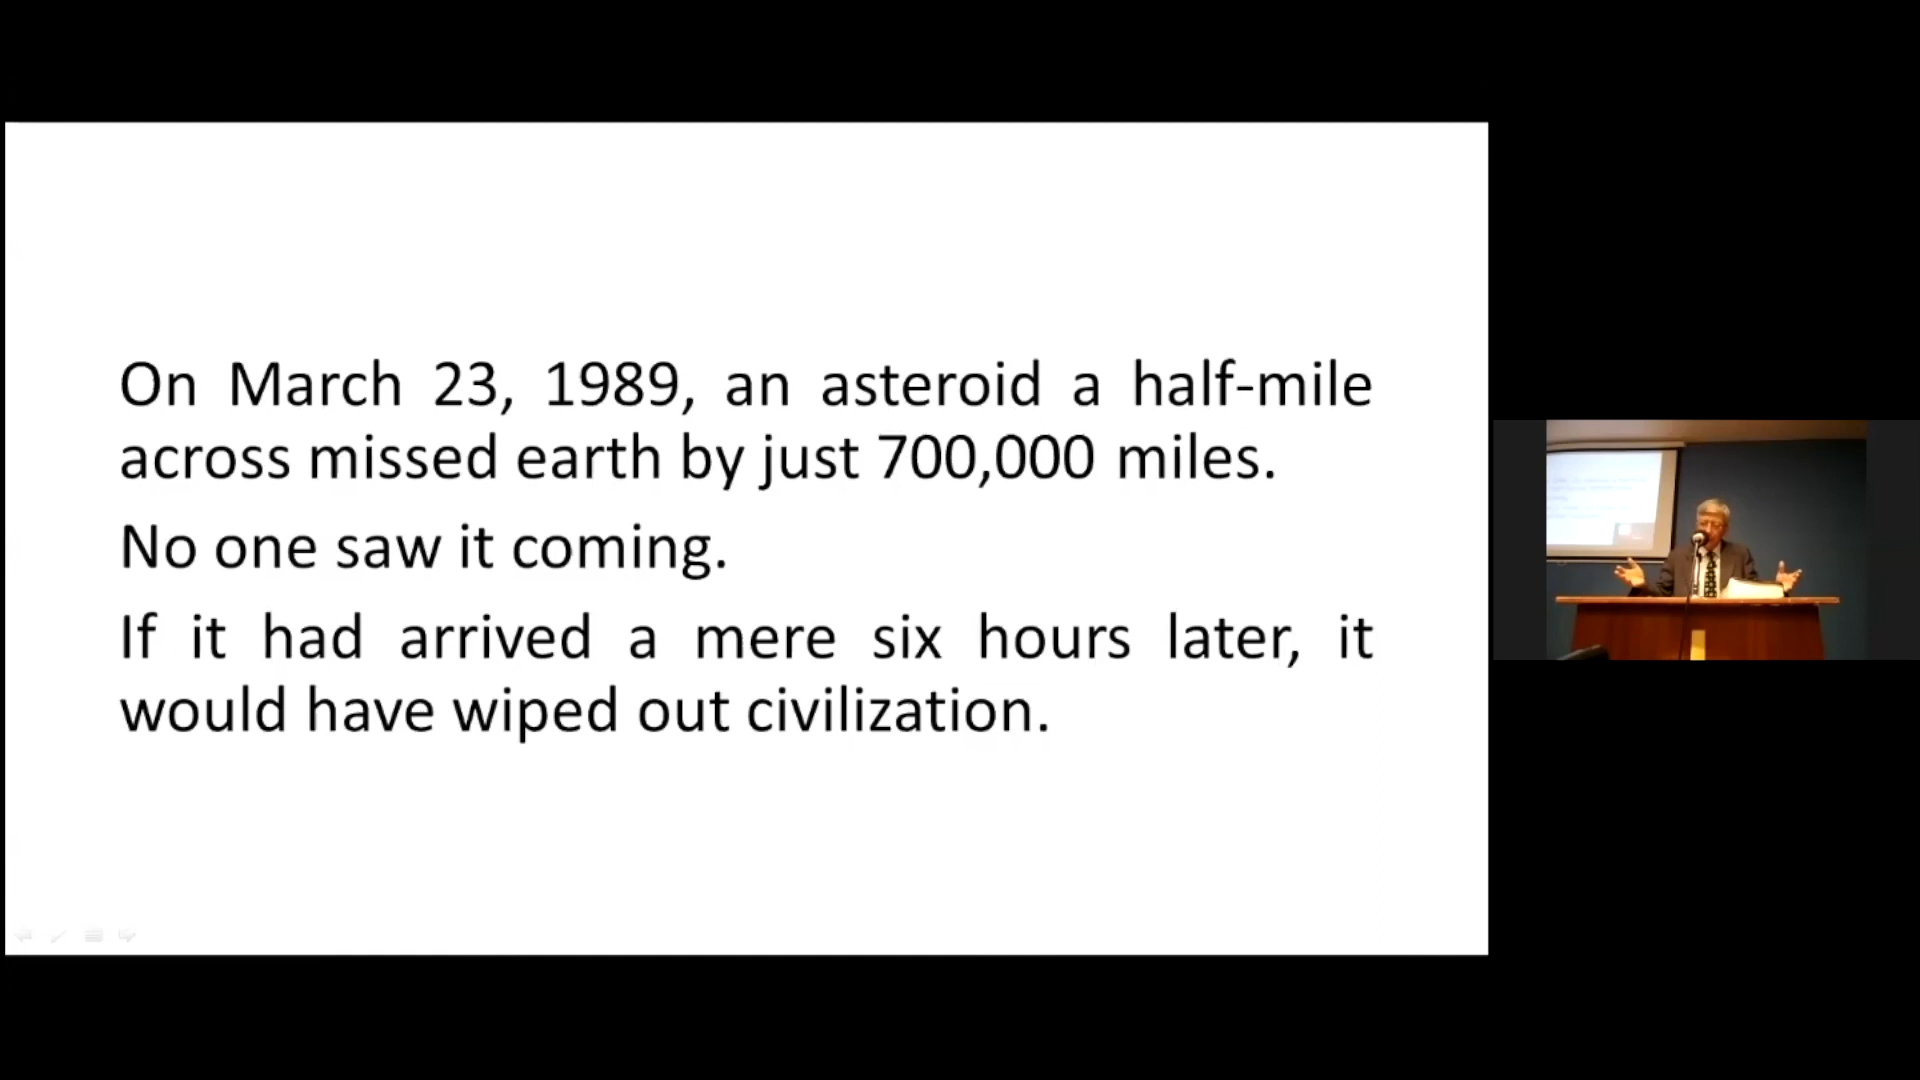 On March 23, 1989, an asteroid a half-mile
across missed earth by just 700,000 miles.
No one saw it coming.
If it had arrived a mere six hours later, it
would have wiped out civilization.